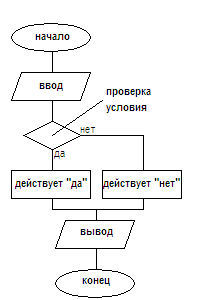 начало
ввод
проверка
условия
нет
да
действует "да"
действует "нет"
вывод
конец